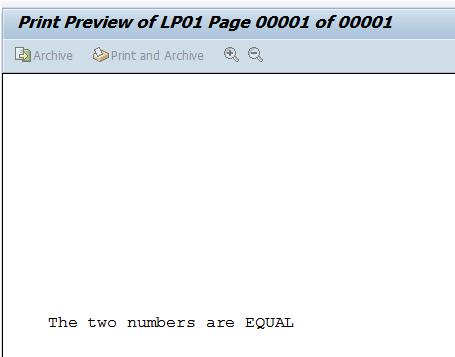 Print Preview of LP01 Page 00001 of 00001
Archive Print and Archive
The two numbers are EQUAL